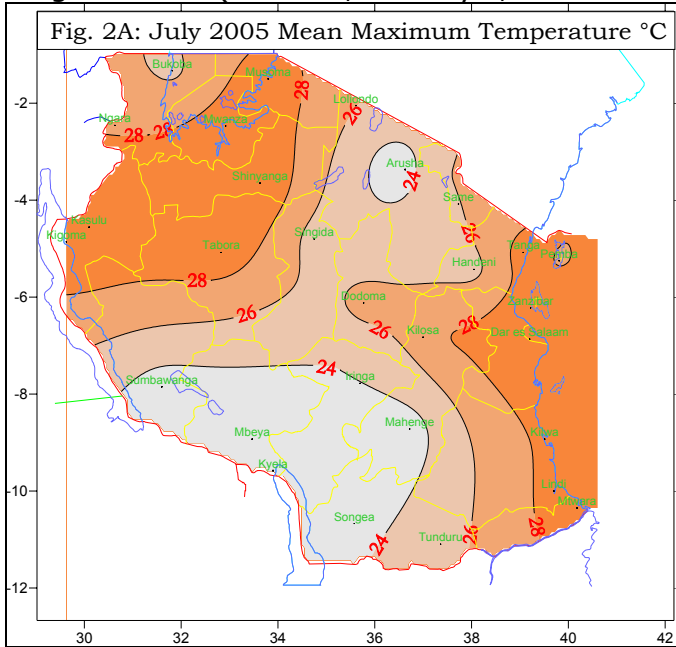 Fig. 2A: July 2005 Mean Maximum Temperature °C
Bukoba
Musoma
28
Loliondo
-2
26
Ngara
28
28
Mwanza
Arusha
24
Shinyanga
-4
Same
Kasulu
Kigoma
26
Singida
Tabora
Tanga
Pemba
Handeni
28
Dodoma
-6
Zanzibar
26
26
28
Kilosa
Dar es Salaam
24
Sumbawanga
Iringa
-8
Mahenge
Mbeya
Kilwa
Kyela
-10
Lindi
Mtwara
Songea
28
26
Tunduru
24
-12
30 32 34 36 38 40 42